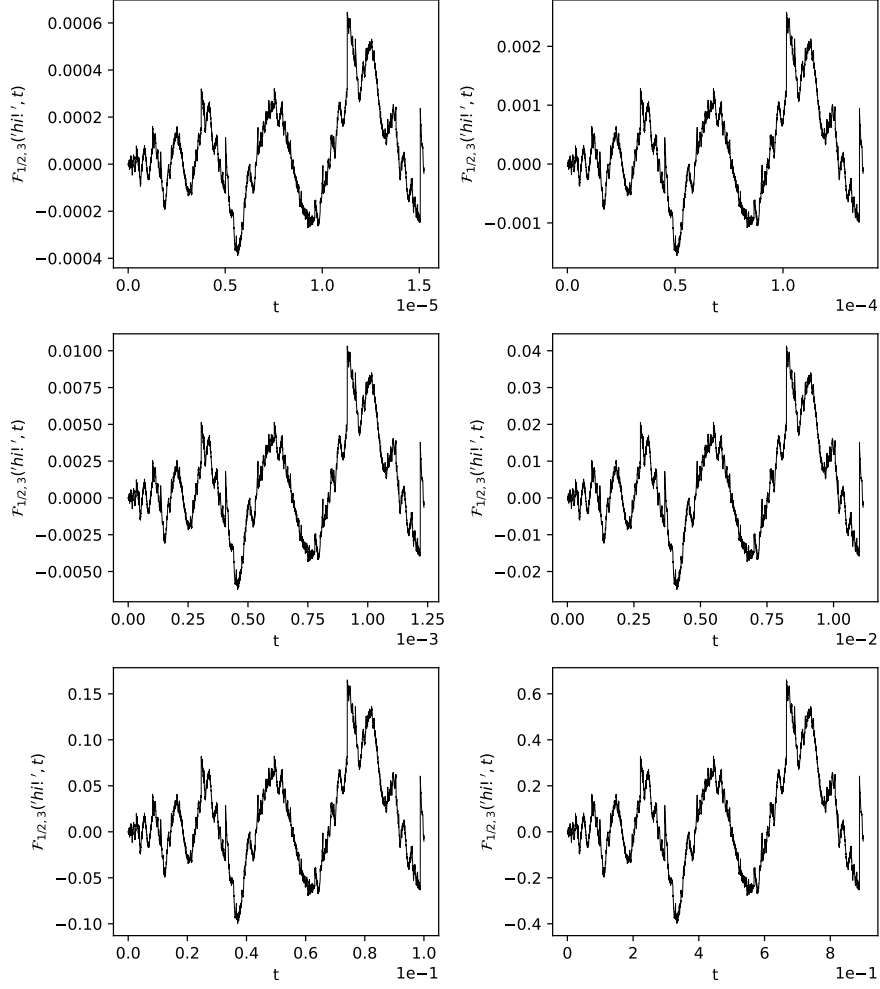 0.0006
0.0004
0.0002
0.0000
−0.0002
−0.0004
ℱ1/2, 3('hi! ', t)
0.0 0.5 1.0 1.5
1e−5
t
0.002
0.001
0.000
−0.001
ℱ1/2, 3('hi! ', t)
0.0 0.5 1.0
1e−4
t
0.0100
0.0075
0.0050
0.0025
0.0000
−0.0025
−0.0050
ℱ1/2, 3('hi! ', t)
0.00 0.25 0.50 0.75 1.00 1.25
1e−3
t
0.04
0.03
0.02
0.01
0.00
−0.01
−0.02
ℱ1/2, 3('hi! ', t)
0.00 0.25 0.50 0.75 1.00
1e−2
t
0.15
0.10
0.05
0.00
−0.05
−0.10
ℱ1/2, 3('hi! ', t)
0.0 0.2 0.4 0.6 0.8 1.0
1e−1
t
0.6
0.4
0.2
0.0
−0.2
−0.4
ℱ1/2, 3('hi! ', t)
0 2 4 6 8
1e−1
t